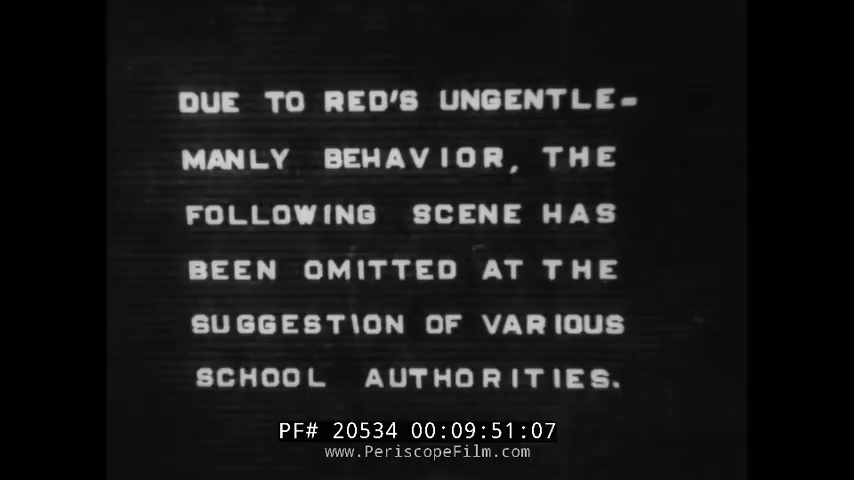 DUE TO RED'S UNGENTLE-
MANLY BEHAVIOR, THE
FOLLOWING SCENE HAS
BEEN OMITTED AT THE
SUGGESTION OF VARIOUS
SCHOOL AUTHORITIES.
PF# 20534 00:09:51:07
www.PeriscopeFilm.com